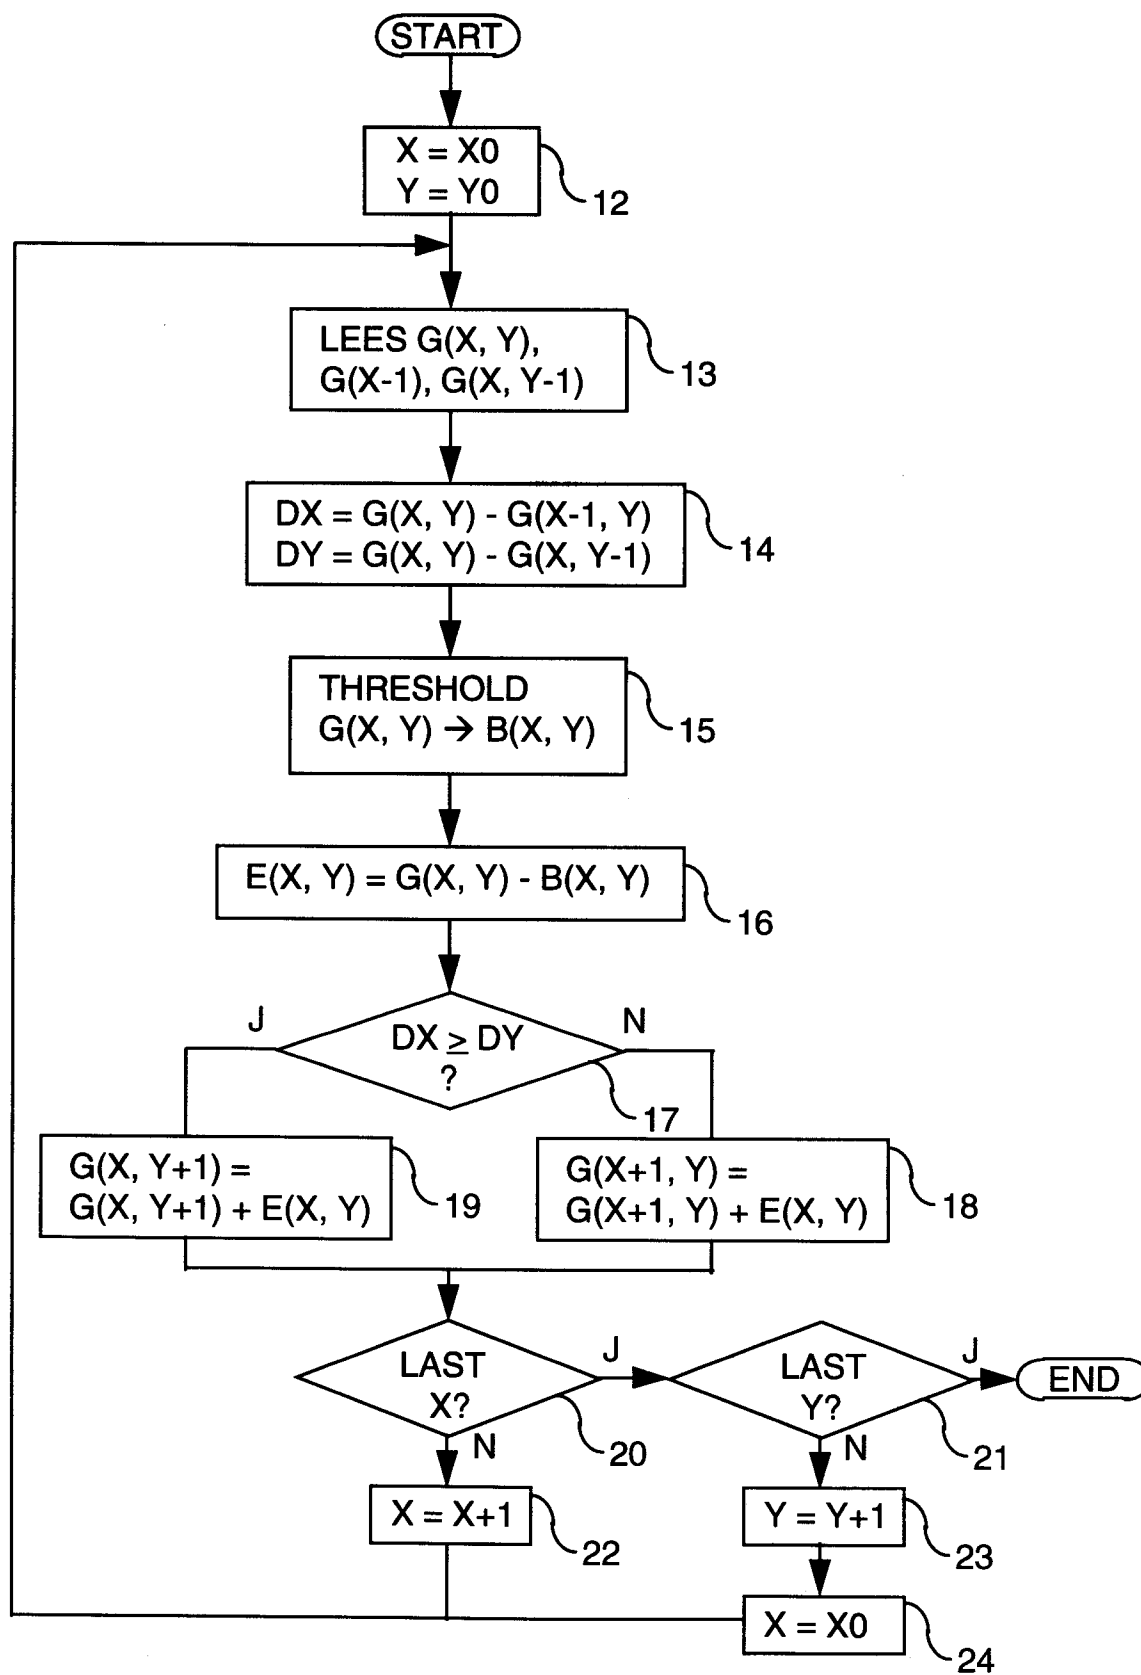 START
X = X0
Y = Y0
12
LEES G(X, Y),
G(X-1), G(X, Y-1)
13
DX = G(X, Y) - G(X-1, Y)
DY = G(X, Y) - G(X, Y-1)
14
THRESHOLD
G(X, Y) → B(X, Y)
15
E(X, Y) = G(X, Y) - B(X, Y)
16
J
DX ≥ DY
?
N
17
G(X, Y+1) =
G(X, Y+1) + E(X, Y)
19
G(X+1, Y) =
G(X+1, Y) + E(X, Y)
18
LAST
X?
J
N
20
LAST
Y?
J
N
21
END
X = X+1
22
Y = Y+1
23
X = X0
24